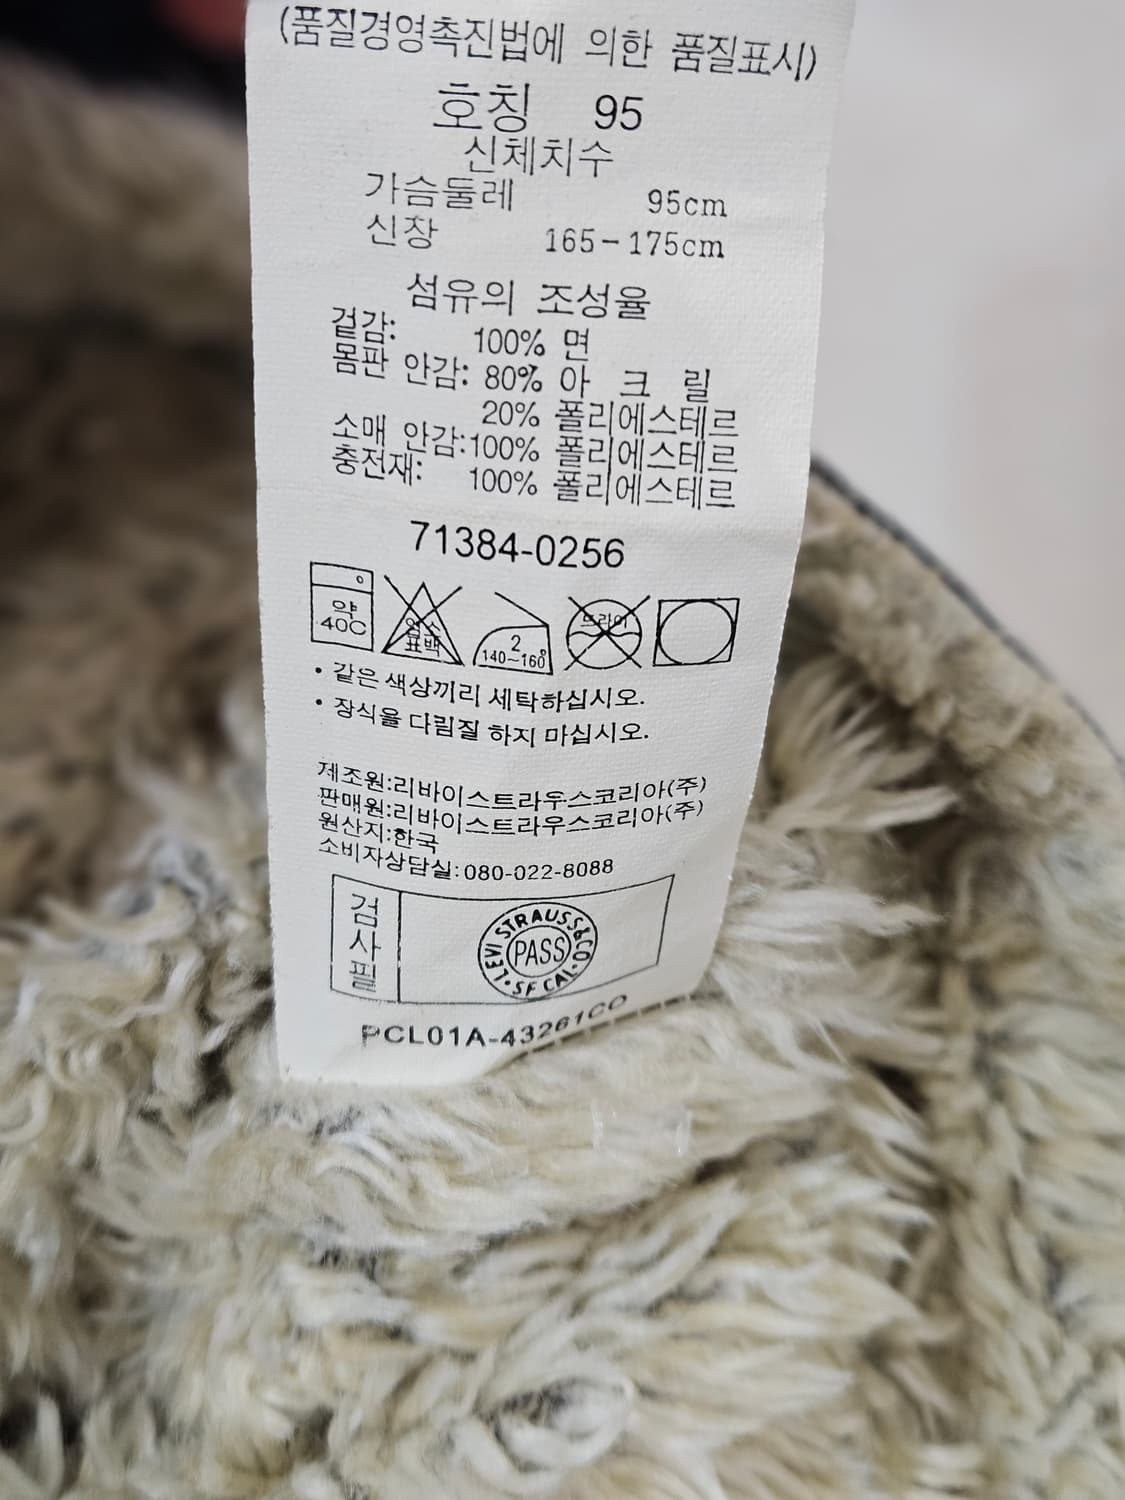 (품질경영촉진법에 의한 품질표시)
호칭 95
신체치수
가슴둘레 95cm
신장 165-175cm
섬유의 조성율
겉감: 100% 면
몸판 안감: 80% 아 크 릴
20% 폴리에스테르
소매 안감:100% 폴리에스테르
충전재: 100% 폴리에스테르
71384-0256
약 40C
염소 표백
2 140~160°
드라이
• 같은 색상끼리 세탁하십시오.
• 장식을 다림질 하지 마십시오.
제조원:리바이스트라우스코리아(주)
판매원:리바이스트라우스코리아(주)
원산지:한국
소비자상담실:080-022-8088
검사필
LEVI STRAUSS&CO. SF CAL.
PASS
PCL01A-43261CO